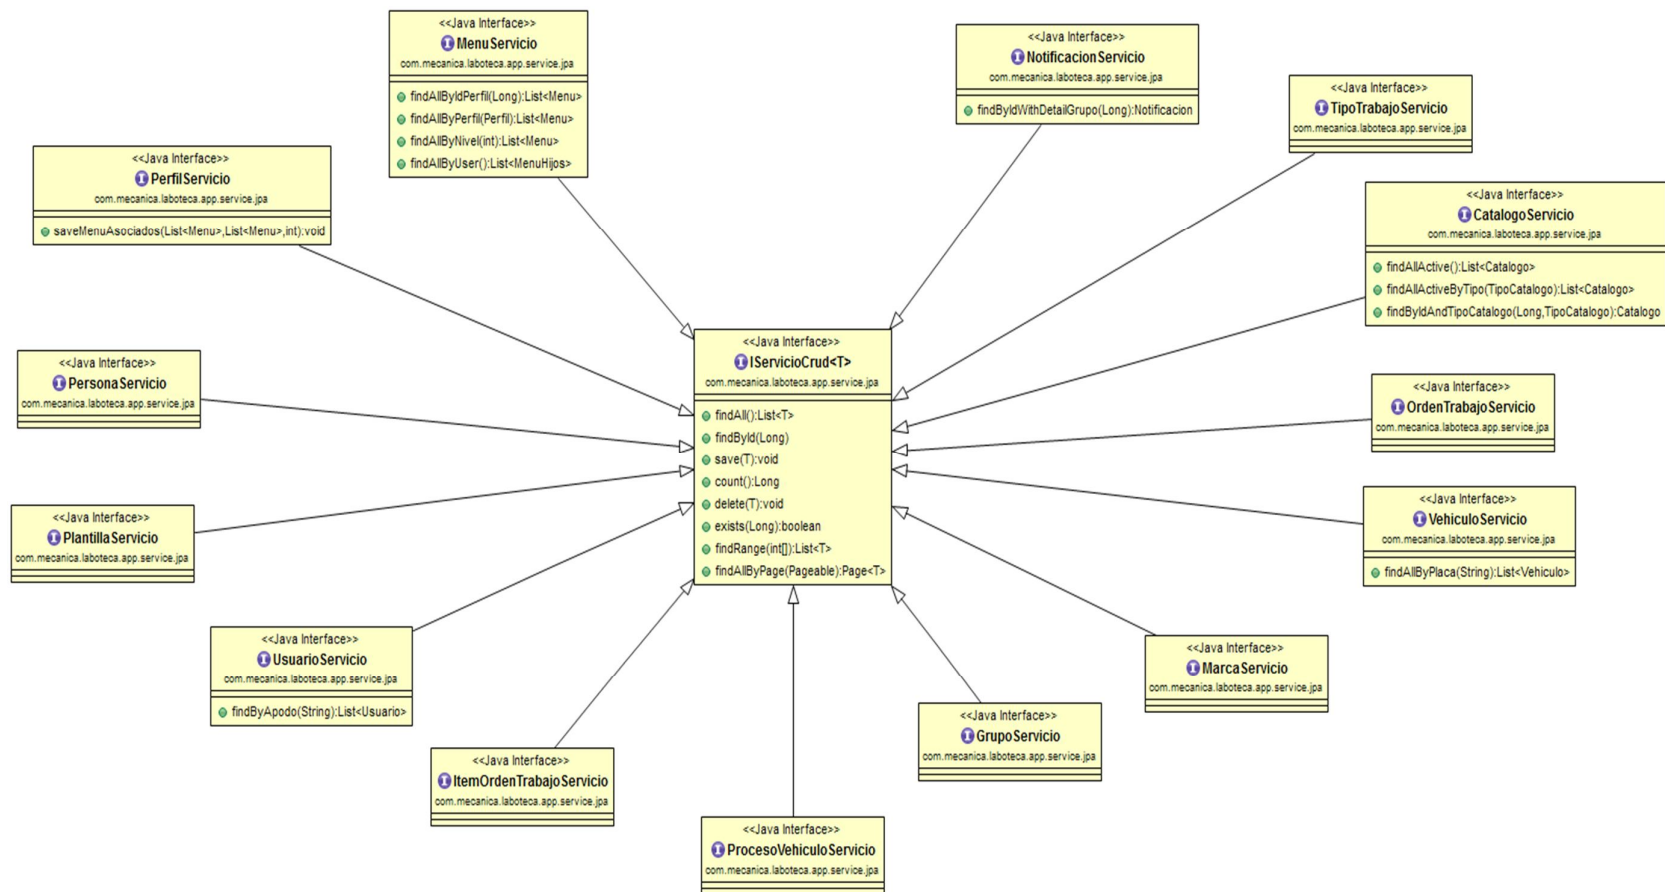 <<Java Interface>>
MenuServicio
com.mecanica.laboteca.app.service.jpa
findAllByIdPerfil(Long):List<Menu>
findAllByPerfil(Perfil):List<Menu>
findAllByNivel(int):List<Menu>
findAllByUser():List<MenuHijos>
<<Java Interface>>
NotificacionServicio
com.mecanica.laboteca.app.service.jpa
findByIdWithDetailGrupo(Long):Notificacion
<<Java Interface>>
TipoTrabajoServicio
com.mecanica.laboteca.app.service.jpa
<<Java Interface>>
PerfilServicio
com.mecanica.laboteca.app.service.jpa
saveMenuAsociados(List<Menu>,List<Menu>,int):void
<<Java Interface>>
CatalogoServicio
com.mecanica.laboteca.app.service.jpa
findAllActive():List<Catalogo>
findAllActiveByTipo(TipoCatalogo):List<Catalogo>
findByIdAndTipoCatalogo(Long,TipoCatalogo):Catalogo
<<Java Interface>>
IServicioCrud<T>
com.mecanica.laboteca.app.service.jpa
findAll():List<T>
findById(Long)
save(T):void
count():Long
delete(T):void
exists(Long):boolean
findRange(int[]):List<T>
findAllByPage(Pageable):Page<T>
<<Java Interface>>
PersonaServicio
com.mecanica.laboteca.app.service.jpa
<<Java Interface>>
OrdenTrabajoServicio
com.mecanica.laboteca.app.service.jpa
<<Java Interface>>
PlantillaServicio
com.mecanica.laboteca.app.service.jpa
<<Java Interface>>
VehiculoServicio
com.mecanica.laboteca.app.service.jpa
findAllByPlaca(String):List<Vehiculo>
<<Java Interface>>
UsuarioServicio
com.mecanica.laboteca.app.service.jpa
findByApodo(String):List<Usuario>
<<Java Interface>>
MarcaServicio
com.mecanica.laboteca.app.service.jpa
<<Java Interface>>
GrupoServicio
com.mecanica.laboteca.app.service.jpa
<<Java Interface>>
ItemOrdenTrabajoServicio
com.mecanica.laboteca.app.service.jpa
<<Java Interface>>
ProcesoVehiculoServicio
com.mecanica.laboteca.app.service.jpa